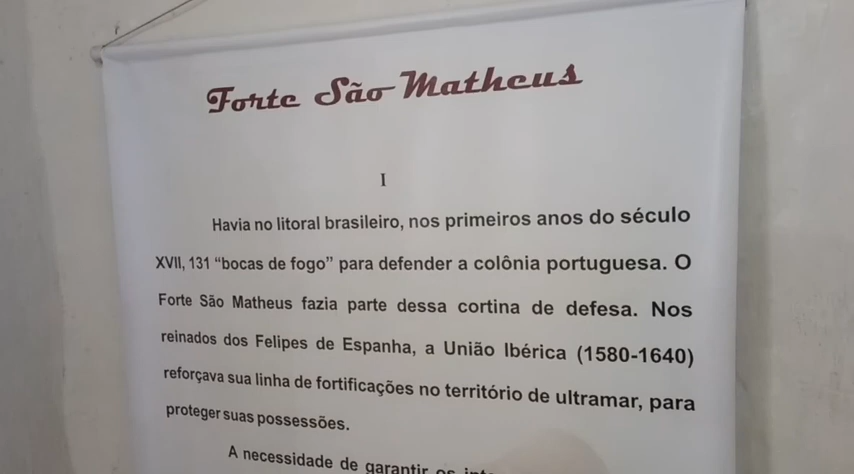 Forte São Matheus
I
Havia no litoral brasileiro, nos primeiros anos do século
XVII, 131 “bocas de fogo” para defender a colônia portuguesa. O
Forte São Matheus fazia parte dessa cortina de defesa. Nos
reinados dos Felipes de Espanha, a União Ibérica (1580-1640)
reforçava sua linha de fortificações no território de ultramar, para
proteger suas possessões.
A necessidade de garantir os